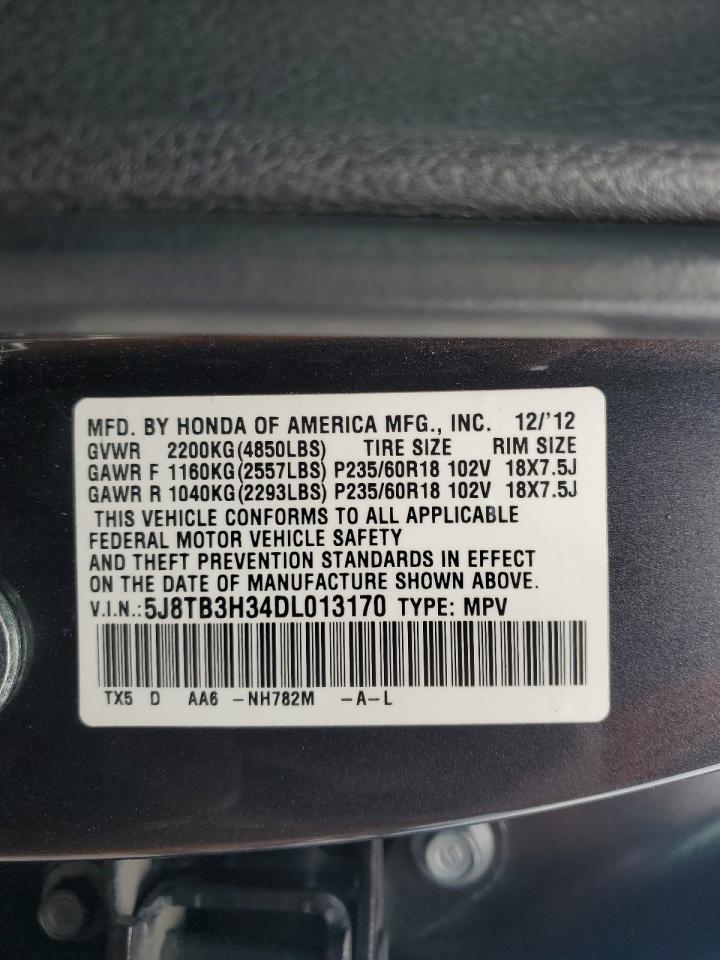 MFD. BY HONDA OF AMERICA MFG., INC. 12/'12
GVWR 2200KG(4850LBS) TIRE SIZE RIM SIZE
GAWR F 1160KG(2557LBS) P235/60R18 102V 18X7.5J
GAWR R 1040KG(2293LBS) P235/60R18 102V 18X7.5J
THIS VEHICLE CONFORMS TO ALL APPLICABLE
FEDERAL MOTOR VEHICLE SAFETY
AND THEFT PREVENTION STANDARDS IN EFFECT
ON THE DATE OF MANUFACTURE SHOWN ABOVE.
V.I.N.:5J8TB3H34DL013170 TYPE: MPV
TX5 D AA6 -NH782M -A-L